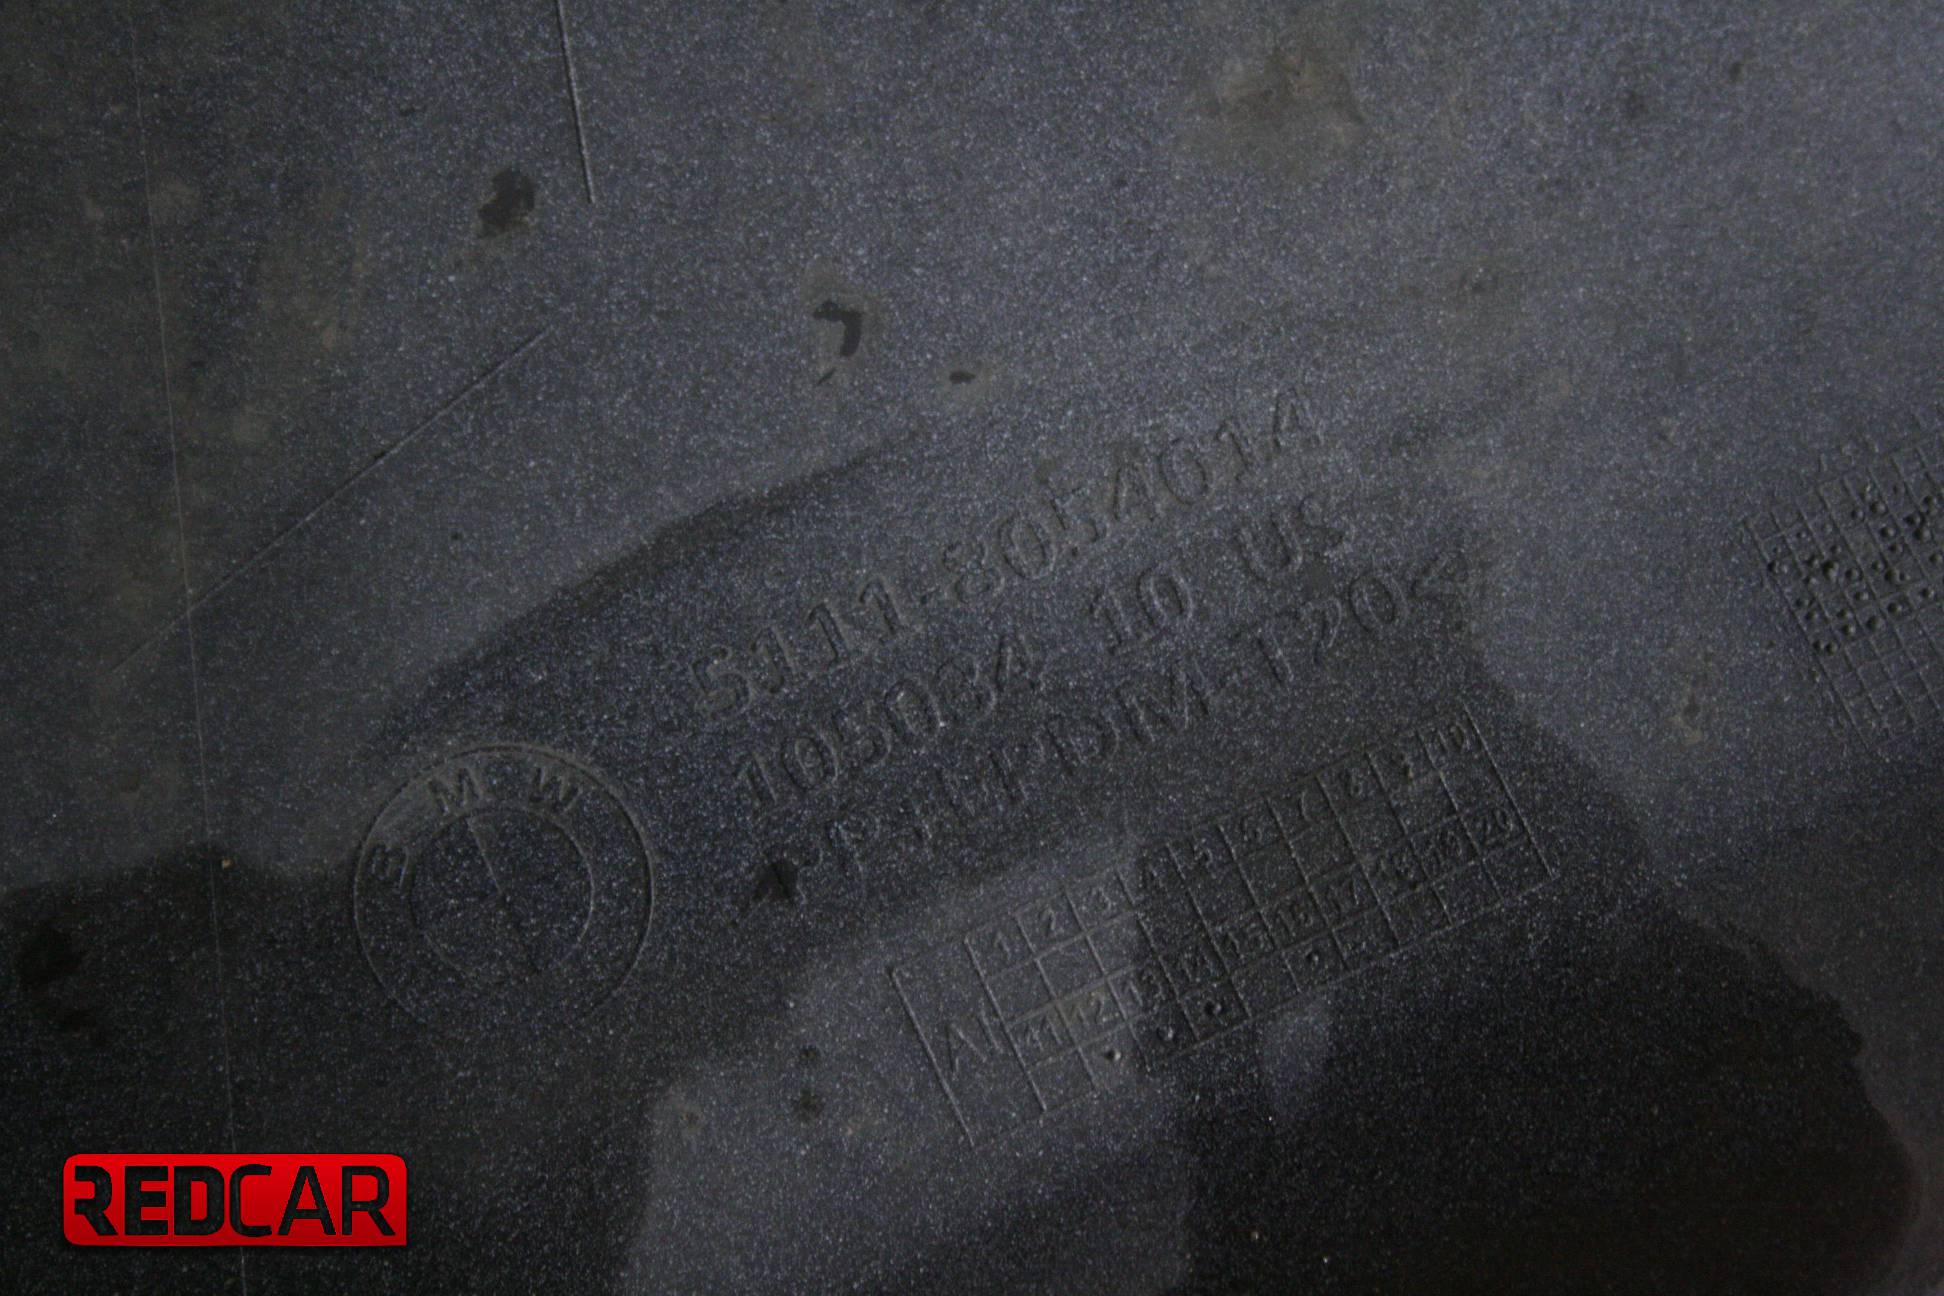 5111-8054014
105034 10 US
>PP+EPDM-T20<
BMW
1 2 3 4 5 6 7 8 9 10
AI
11 12 13 14 15 16 17 18 19 20
REDCAR